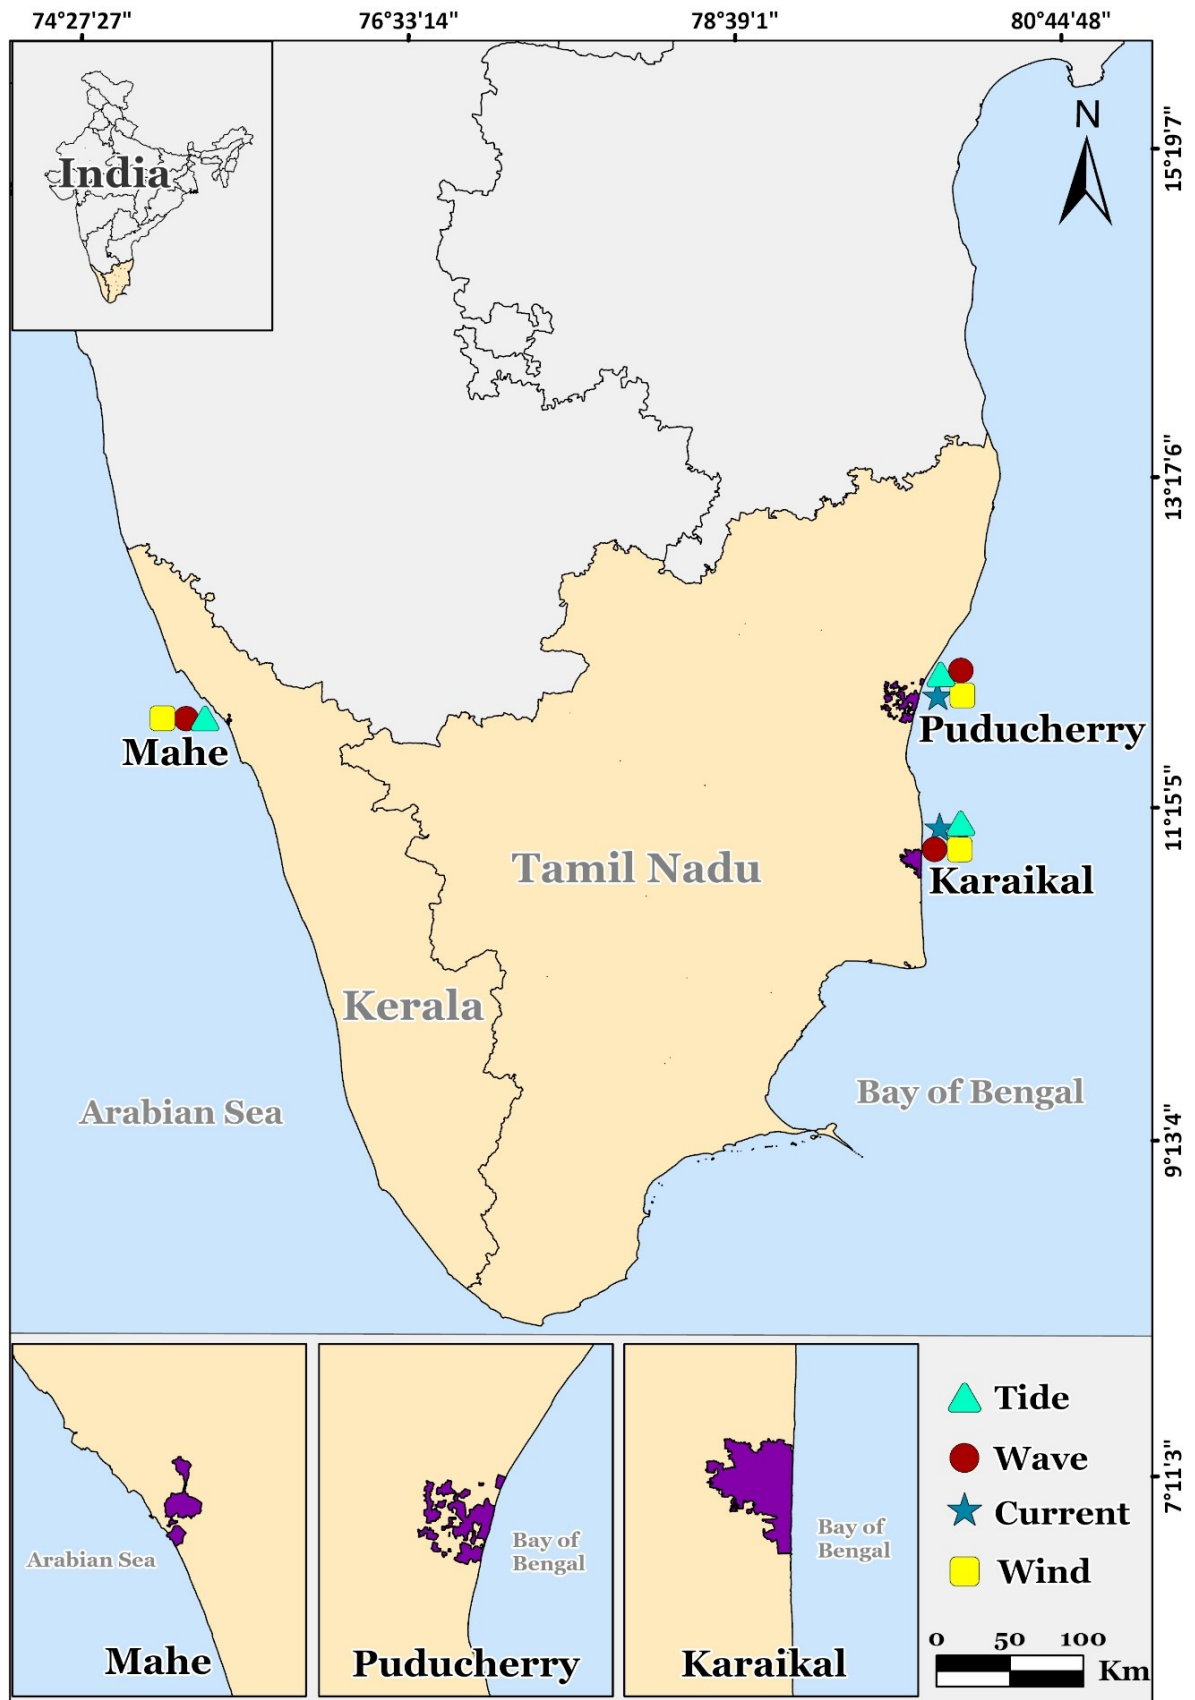 74°27'27" 76°33'14" 78°39'1" 80°44'48"
India
N
15°19'7"
13°17'6"
Puducherry
Mahe
11°15'5"
Tamil Nadu
Karaikal
Kerala
Arabian Sea
Bay of Bengal
9°13'4"
Tide
Wave
7°11'3"
Current
Wind
Arabian Sea
Mahe
Bay of
Bengal
Puducherry
Bay of
Bengal
Karaikal
0 50 100
Km